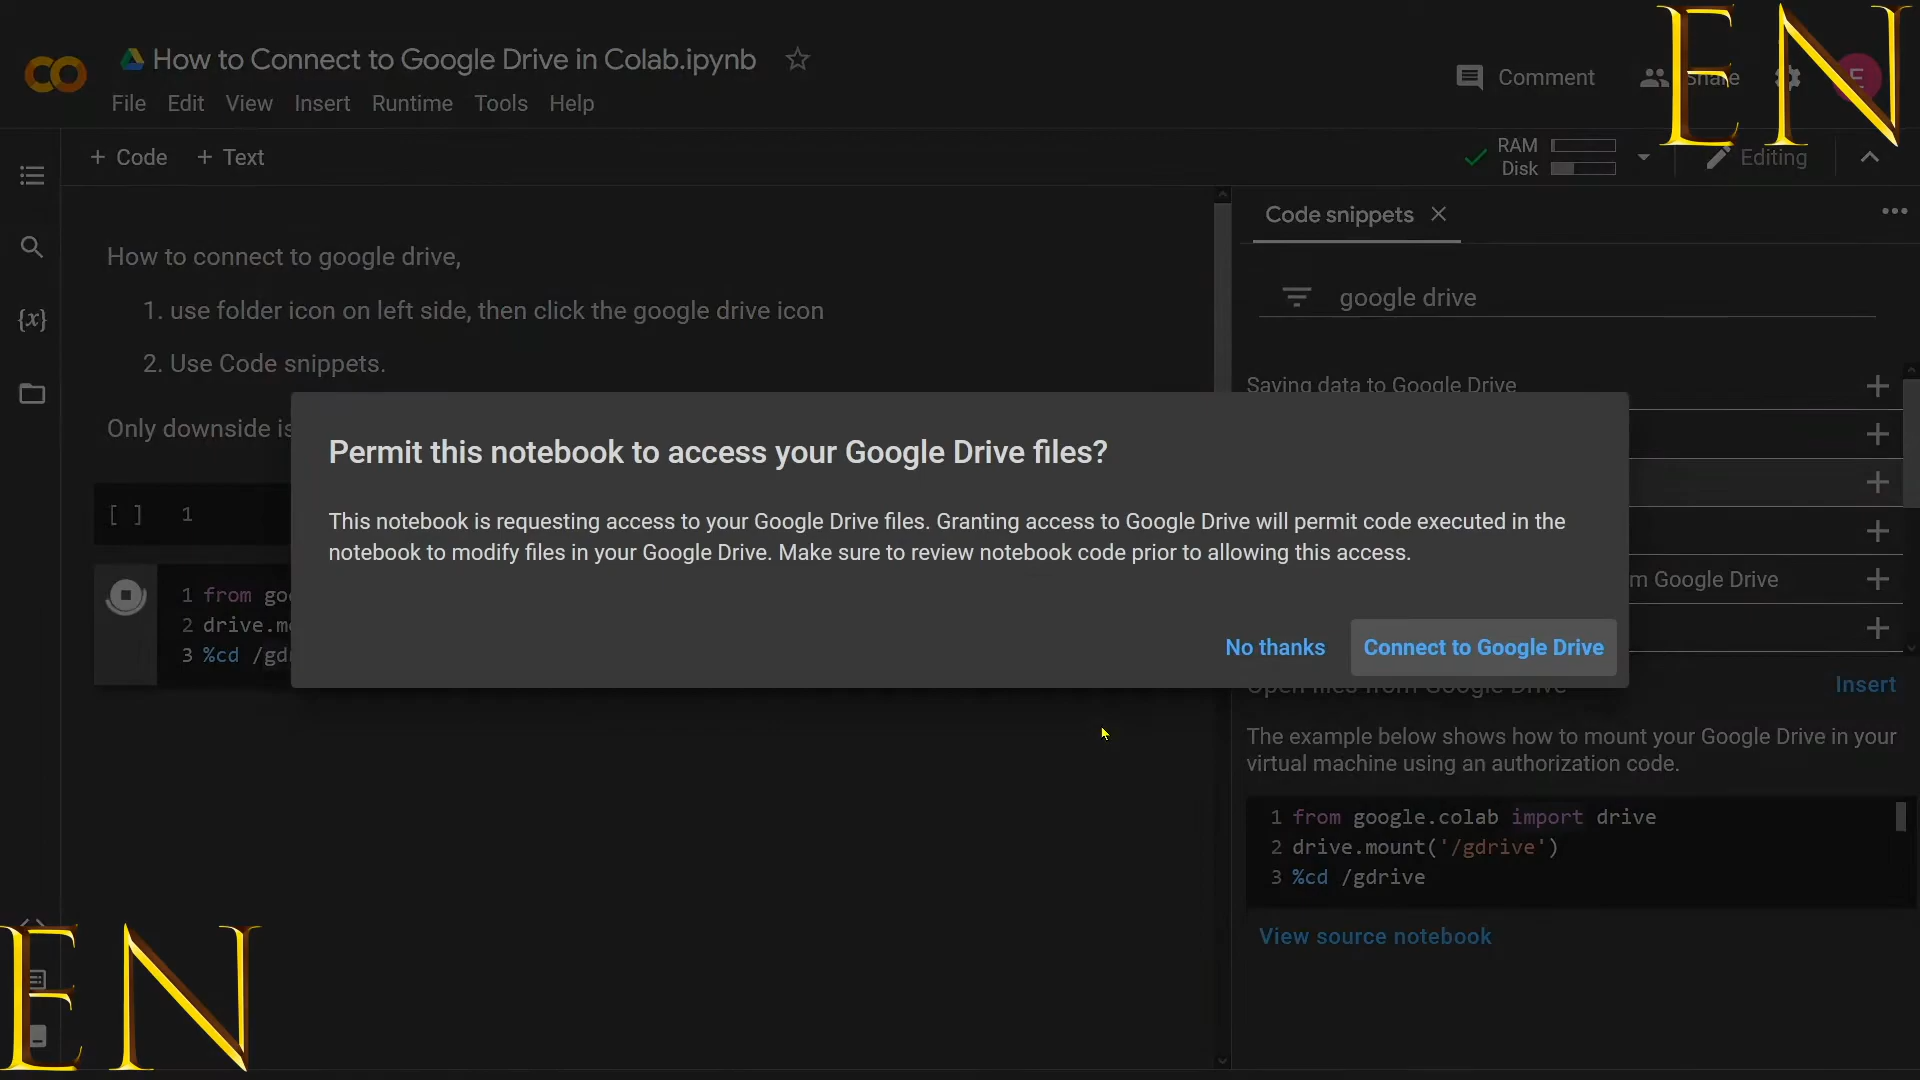 How to Connect to Google Drive in Colab.ipynb
File Edit View Insert Runtime Tools Help
Comment
Share
EN
+ Code + Text
RAM
Disk
Editing
Code snippets
How to connect to google drive,
1. use folder icon on left side, then click the google drive icon
2. Use Code snippets.
Only downside is
google drive
Saving data to Google Drive
Permit this notebook to access your Google Drive files?
This notebook is requesting access to your Google Drive files. Granting access to Google Drive will permit code executed in the
notebook to modify files in your Google Drive. Make sure to review notebook code prior to allowing this access.
No thanks
Connect to Google Drive
[ ] 1
1 from goo
2 drive.m
3 %cd /gd
m Google Drive
Open files from Google Drive
Insert
The example below shows how to mount your Google Drive in your
virtual machine using an authorization code.
1 from google.colab import drive
2 drive.mount('/gdrive')
3 %cd /gdrive
View source notebook
EN